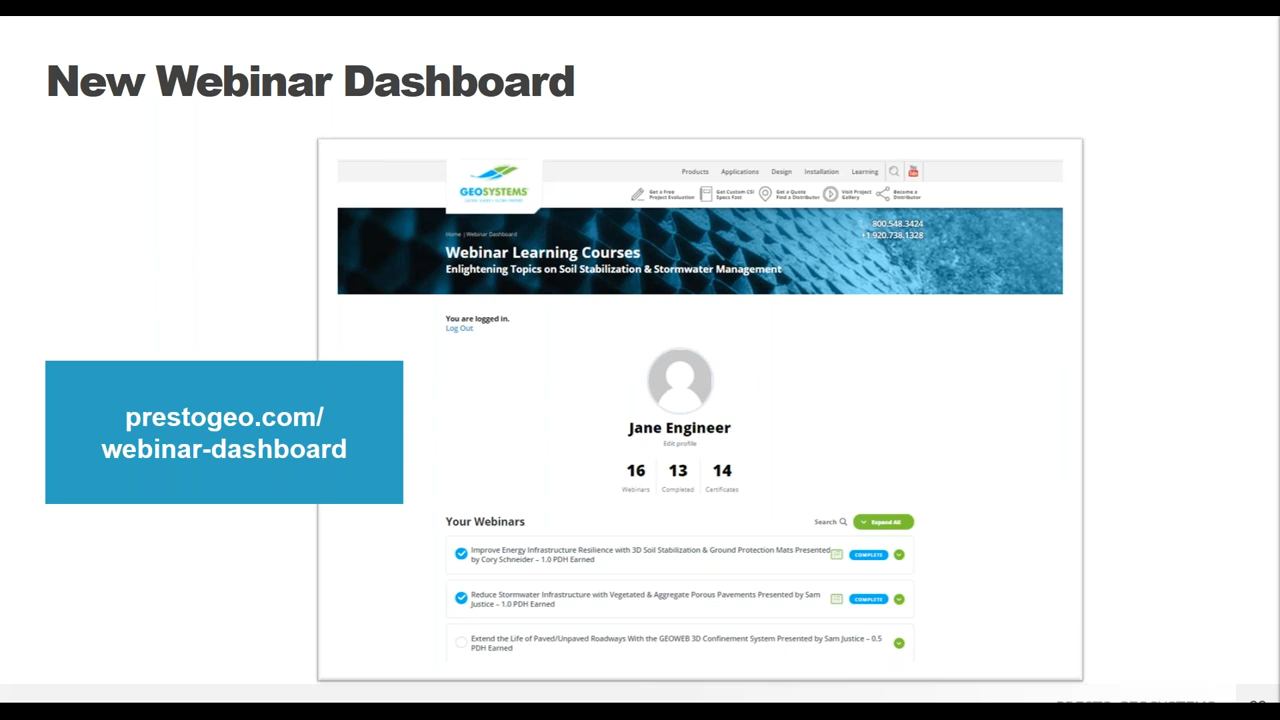 New Webinar Dashboard
Products Applications Design Installation Learning
GEOSYSTEMS
Get a Free
Project Evaluation
Get Custom CSI
Specs Fast
Get a Quote
Find a Distributor
Visit Project
Gallery
Become a
Distributor
800.548.3424
+1 920.738.1328
Home | Webinar Dashboard
Webinar Learning Courses
Enlightening Topics on Soil Stabilization & Stormwater Management
You are logged in.
Log Out
prestogeo.com/
webinar-dashboard
Jane Engineer
Edit profile
16 13 14
Webinars Completed Certificates
Your Webinars
Search
Expand All
Improve Energy Infrastructure Resilience with 3D Soil Stabilization & Ground Protection Mats Presented
by Cory Schneider – 1.0 PDH Earned
COMPLETE
Reduce Stormwater Infrastructure with Vegetated & Aggregate Porous Pavements Presented by Sam
Justice – 1.0 PDH Earned
COMPLETE
Extend the Life of Paved/Unpaved Roadways With the GEOWEB 3D Confinement System Presented by Sam Justice – 0.5
PDH Earned